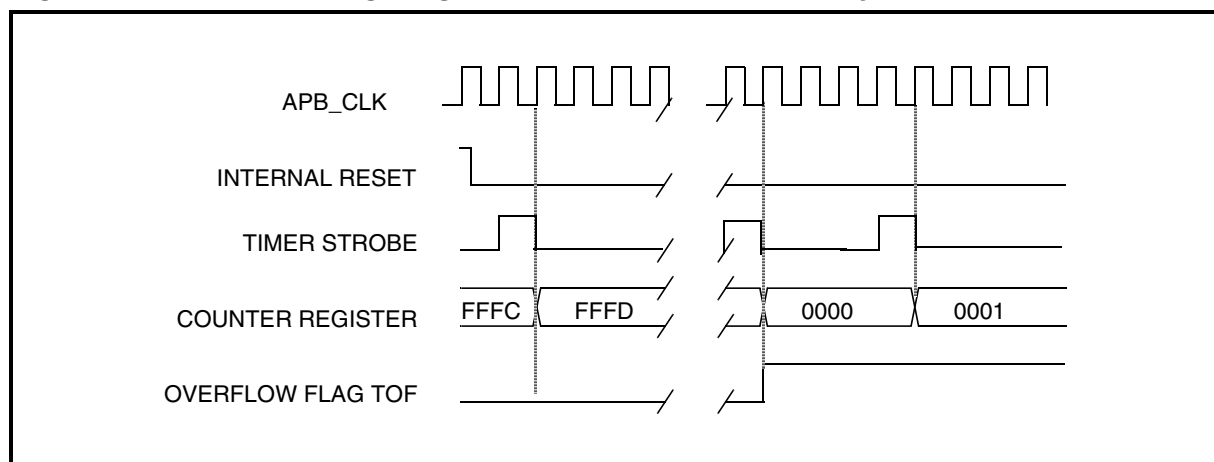 APB_CLK
INTERNAL RESET
TIMER STROBE
COUNTER REGISTER FFFC FFFD 0000 0001
OVERFLOW FLAG TOF